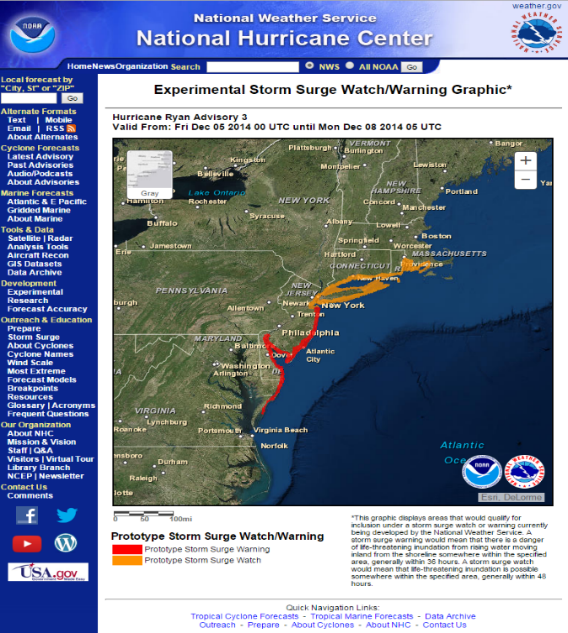 weather.gov
NOAA
National Weather Service
National Hurricane Center
Home News Organization Search NWS All NOAA Go
Local forecast by
"City, St" or "ZIP"
Go
Alternate Formats
Text | Mobile
Email | RSS
About Alternates
Cyclone Forecasts
Latest Advisory
Past Advisories
Audio/Podcasts
About Advisories
Marine Forecasts
Atlantic & E Pacific
Gridded Marine
About Marine
Tools & Data
Satellite | Radar
Analysis Tools
Aircraft Recon
GIS Datasets
Data Archive
Development
Experimental
Research
Forecast Accuracy
Outreach & Education
Prepare
Storm Surge
About Cyclones
Cyclone Names
Wind Scale
Most Extreme
Forecast Models
Breakpoints
Resources
Glossary | Acronyms
Frequent Questions
Our Organization
About NHC
Mission & Vision
Staff | Q&A
Visitors | Virtual Tour
Library Branch
NCEP | Newsletter
Contact Us
Comments
USA.gov
Experimental Storm Surge Watch/Warning Graphic*
Hurricane Ryan Advisory 3
Valid From: Fri Dec 05 2014 00 UTC until Mon Dec 08 2014 05 UTC
Gray
+
−
Bangor
Plattsburgh
VERMONT
Burlington
Montpelier
Lewiston
Kingston
Belleville
NEW
HAMPSHIRE
Portland
Yar
Lake Ontario
Hamilton
Rochester
NEW YORK
Concord
Manchester
Syracuse
Buffalo
Albany
Lowell
Boston
Springfield
Worcester
Erie
Jamestown
Hartford
MASSACHUSETTS
CONNECTICUT
R
Providence
New Haven
PENNSYLVANIA
NEW
JERSEY
Newark
New York
burgh
Allentown
Trenton
Philadelphia
MARYLAND
Baltimore
Dover
Atlantic
City
Washington
Arlington
DE
VIRGINIA
Richmond
Lynchburg
Roanoke
Portsmouth
Virginia Beach
Norfolk
nsboro
Durham
Raleigh
lotte
Atlantic
Oce
NOAA
Esri, DeLorme
0 50 100mi
Prototype Storm Surge Watch/Warning
Prototype Storm Surge Warning
Prototype Storm Surge Watch
*This graphic displays areas that would qualify for
inclusion under a storm surge watch or warning currently
being developed by the National Weather Service. A
storm surge warning would mean that there is a danger
of life-threatening inundation from rising water moving
inland from the shoreline somewhere within the specified
area, generally within 36 hours. A storm surge watch
would mean that life-threatening inundation is possible
somewhere within the specified area, generally within 48
hours.
Quick Navigation Links:
Tropical Cyclone Forecasts - Tropical Marine Forecasts - Data Archive
Outreach - Prepare - About Cyclones - About NHC - Contact Us